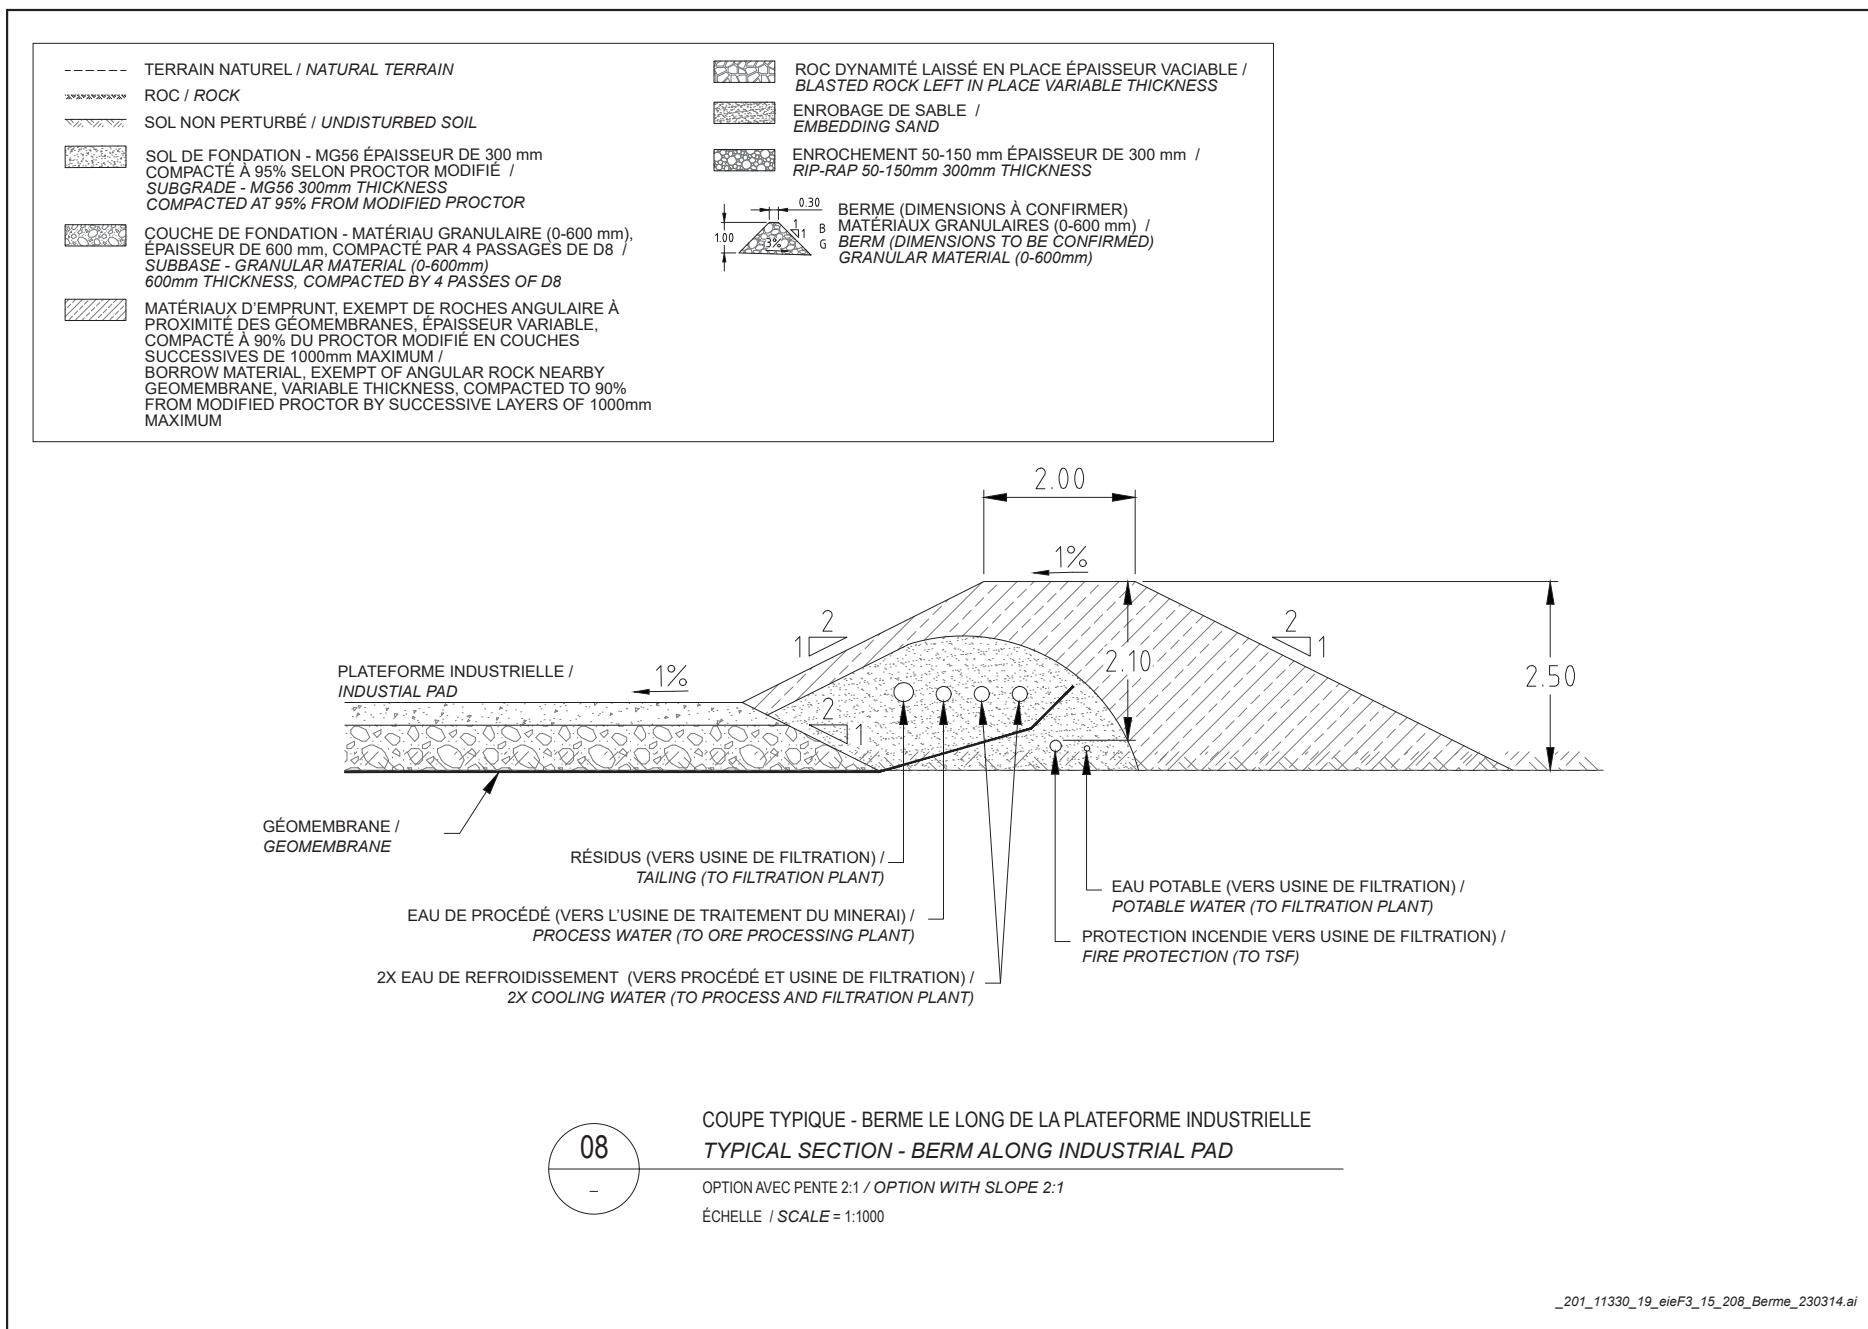 TERRAIN NATUREL / NATURAL TERRAIN
ROC / ROCK
SOL NON PERTURBÉ / UNDISTURBED SOIL
SOL DE FONDATION - MG56 ÉPAISSEUR DE 300 mm
COMPACTÉ À 95% SELON PROCTOR MODIFIÉ /
SUBGRADE - MG56 300mm THICKNESS
COMPACTED AT 95% FROM MODIFIED PROCTOR
COUCHE DE FONDATION - MATÉRIAU GRANULAIRE (0-600 mm),
ÉPAISSEUR DE 600 mm, COMPACTÉ PAR 4 PASSAGES DE D8 /
SUBBASE - GRANULAR MATERIAL (0-600mm)
600mm THICKNESS, COMPACTED BY 4 PASSES OF D8
MATÉRIAUX D'EMPRUNT, EXEMPT DE ROCHES ANGULAIRE À
PROXIMITÉ DES GÉOMEMBRANES, ÉPAISSEUR VARIABLE,
COMPACTÉ À 90% DU PROCTOR MODIFIÉ EN COUCHES
SUCCESSIVES DE 1000mm MAXIMUM /
BORROW MATERIAL, EXEMPT OF ANGULAR ROCK NEARBY
GEOMEMBRANE, VARIABLE THICKNESS, COMPACTED TO 90%
FROM MODIFIED PROCTOR BY SUCCESSIVE LAYERS OF 1000mm
MAXIMUM
ROC DYNAMITÉ LAISSÉ EN PLACE ÉPAISSEUR VACIABLE /
BLASTED ROCK LEFT IN PLACE VARIABLE THICKNESS
ENROBAGE DE SABLE /
EMBEDDING SAND
ENROCHEMENT 50-150 mm ÉPAISSEUR DE 300 mm /
RIP-RAP 50-150mm 300mm THICKNESS
0.30
1.00
1
1
3%
B
G
BERME (DIMENSIONS À CONFIRMER)
MATÉRIAUX GRANULAIRES (0-600 mm) /
BERM (DIMENSIONS TO BE CONFIRMED)
GRANULAR MATERIAL (0-600mm)
2.00
1%
2
1
2
1
2.10
2.50
PLATEFORME INDUSTRIELLE /
INDUSTIAL PAD
1%
2
1
GÉOMEMBRANE /
GEOMEMBRANE
RÉSIDUS (VERS USINE DE FILTRATION) /
TAILING (TO FILTRATION PLANT)
EAU DE PROCÉDÉ (VERS L'USINE DE TRAITEMENT DU MINERAI) /
PROCESS WATER (TO ORE PROCESSING PLANT)
2X EAU DE REFROIDISSEMENT (VERS PROCÉDÉ ET USINE DE FILTRATION) /
2X COOLING WATER (TO PROCESS AND FILTRATION PLANT)
EAU POTABLE (VERS USINE DE FILTRATION) /
POTABLE WATER (TO FILTRATION PLANT)
PROTECTION INCENDIE VERS USINE DE FILTRATION) /
FIRE PROTECTION (TO TSF)
08
–
COUPE TYPIQUE - BERME LE LONG DE LA PLATEFORME INDUSTRIELLE
TYPICAL SECTION - BERM ALONG INDUSTRIAL PAD
OPTION AVEC PENTE 2:1 / OPTION WITH SLOPE 2:1
ÉCHELLE / SCALE = 1:1000
_201_11330_19_eieF3_15_208_Berme_230314.ai